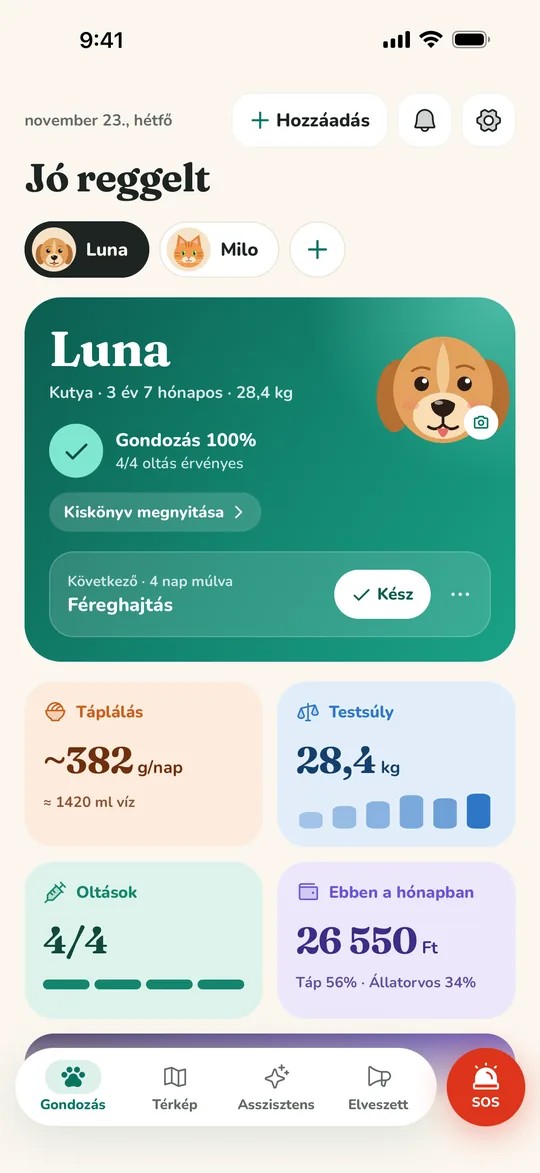 9:41
november 23., hétfő
Hozzáadás
Jó reggelt
Luna
Milo
Luna
Kutya · 3 év 7 hónapos · 28,4 kg
Gondozás 100%
4/4 oltás érvényes
Kiskönyv megnyitása
Következő · 4 nap múlva
Féreghajtás
Kész
Táplálás
~382 g/nap
≈ 1420 ml víz
Testsúly
28,4 kg
Oltások
4/4
Ebben a hónapban
26 550 Ft
Táp 56% · Állatorvos 34%
Gondozás
Térkép
Asszisztens
Elveszett
SOS